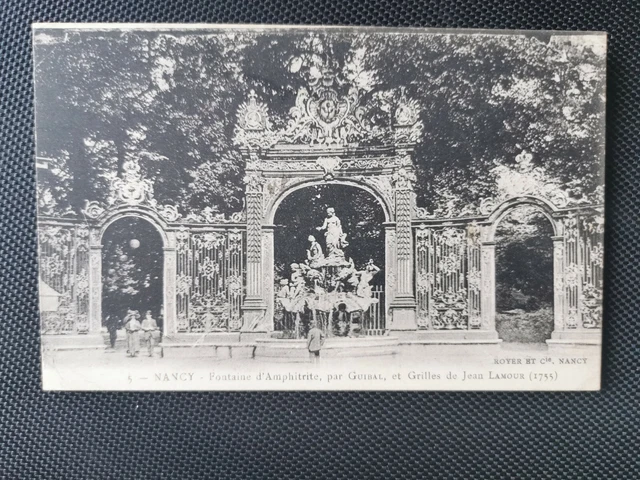 ROYER ET Cie. NANCY
5 — NANCY - Fontaine d'Amphitrite, par GUIBAL, et Grilles de Jean LAMOUR (1755)